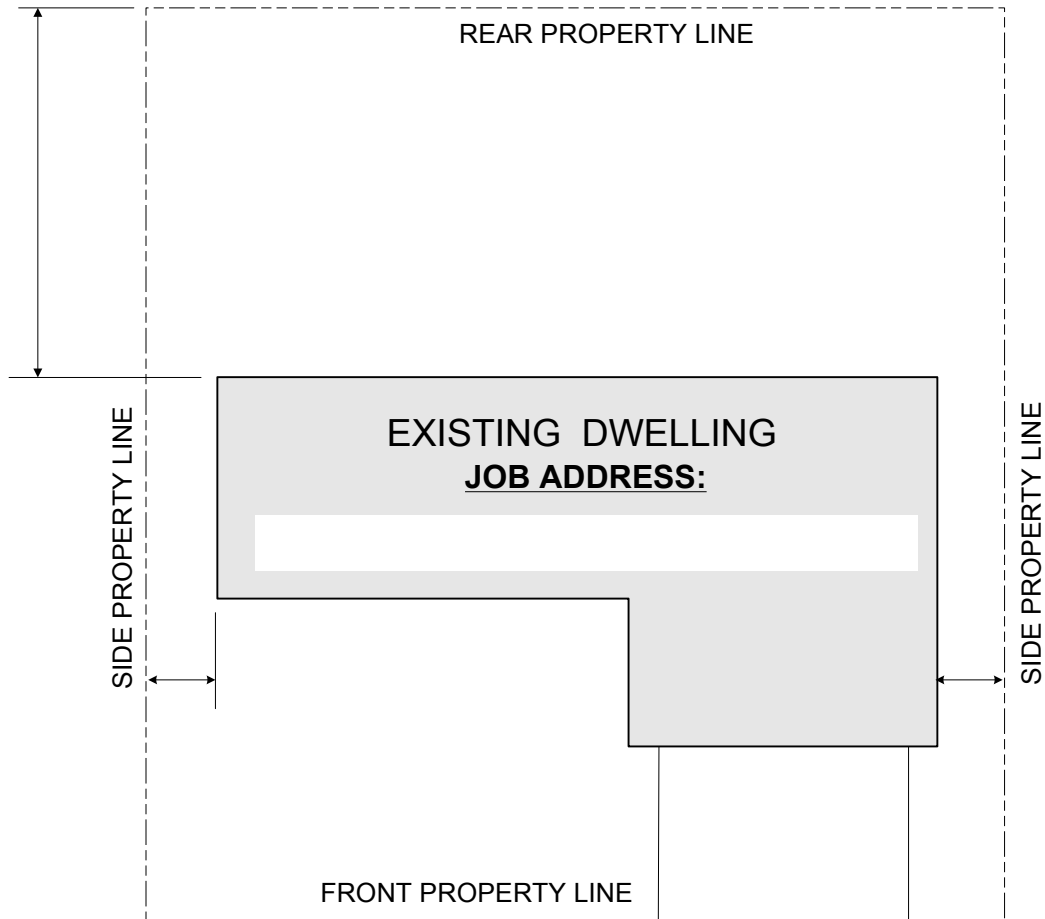 REAR PROPERTY LINE
EXISTING DWELLING
JOB ADDRESS:
SIDE PROPERTY LINE
SIDE PROPERTY LINE
FRONT PROPERTY LINE